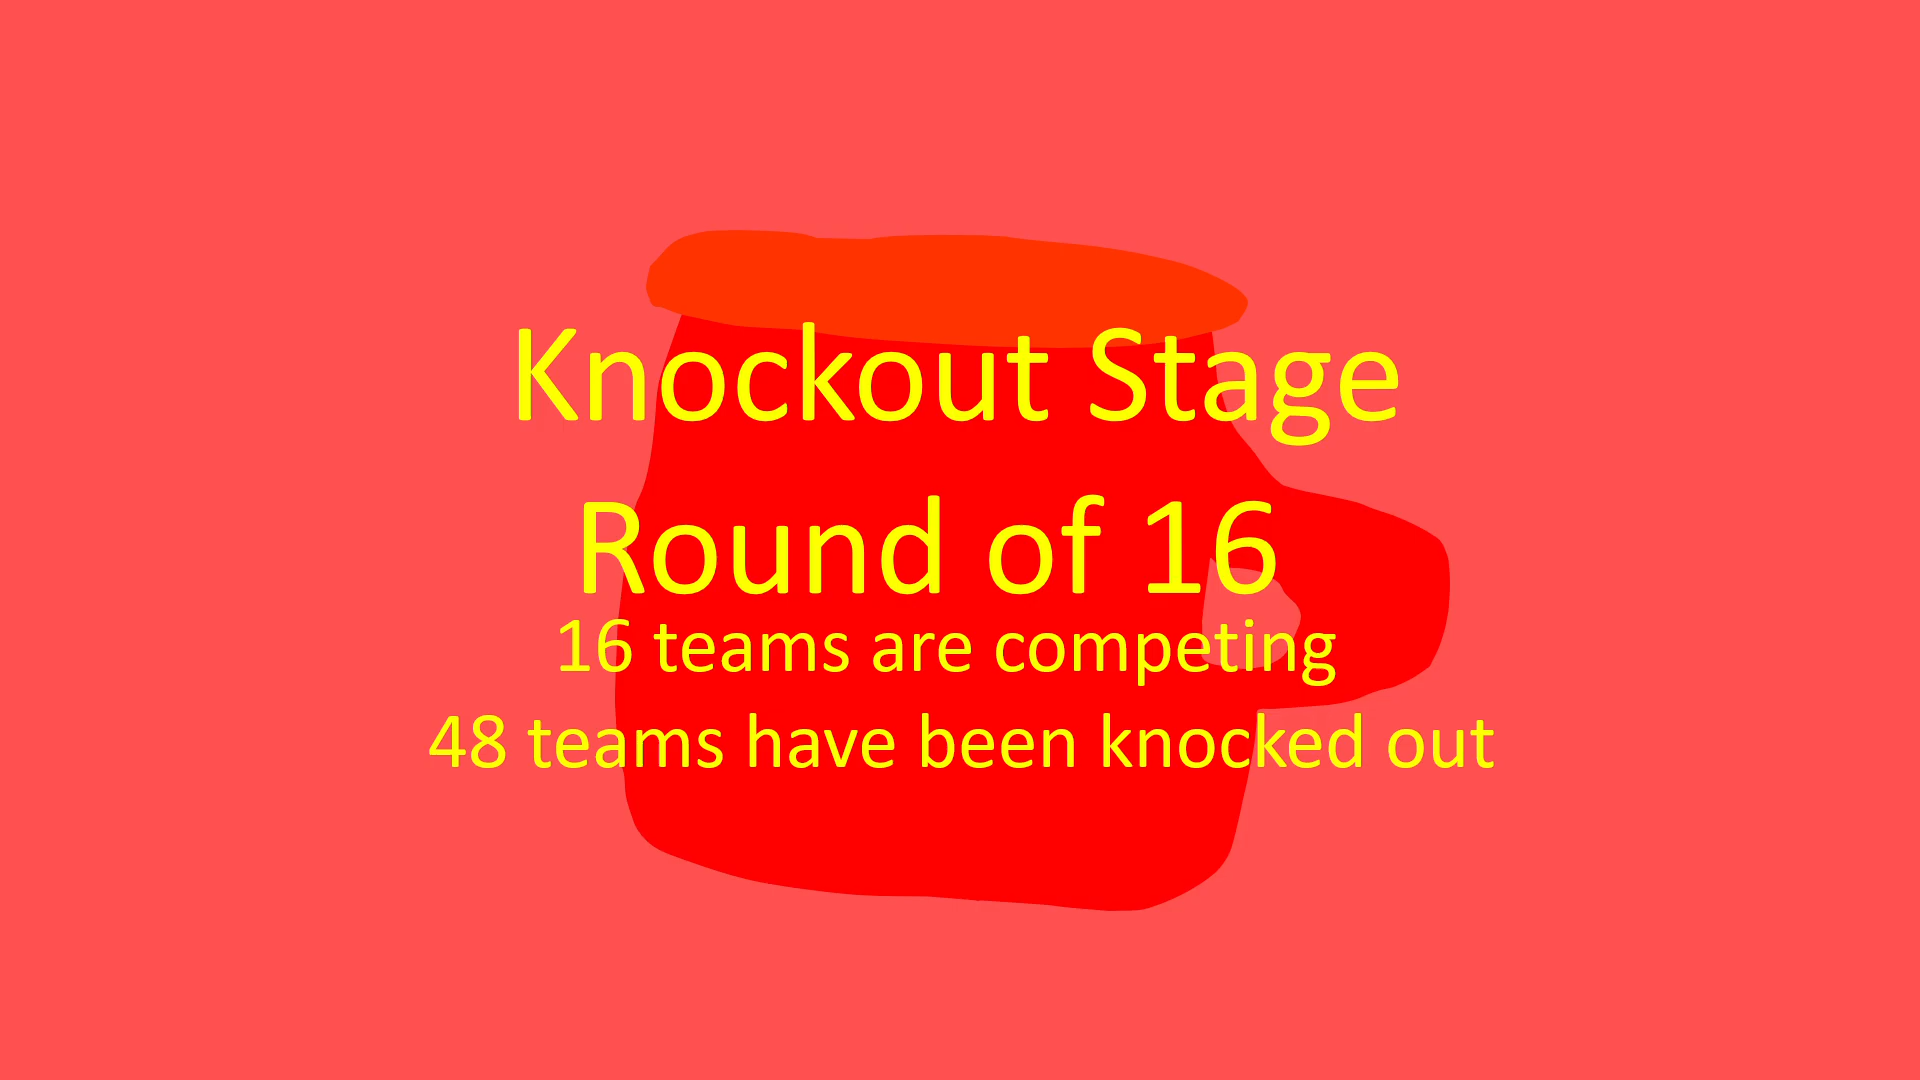 Knockout Stage
Round of 16
16 teams are competing
48 teams have been knocked out